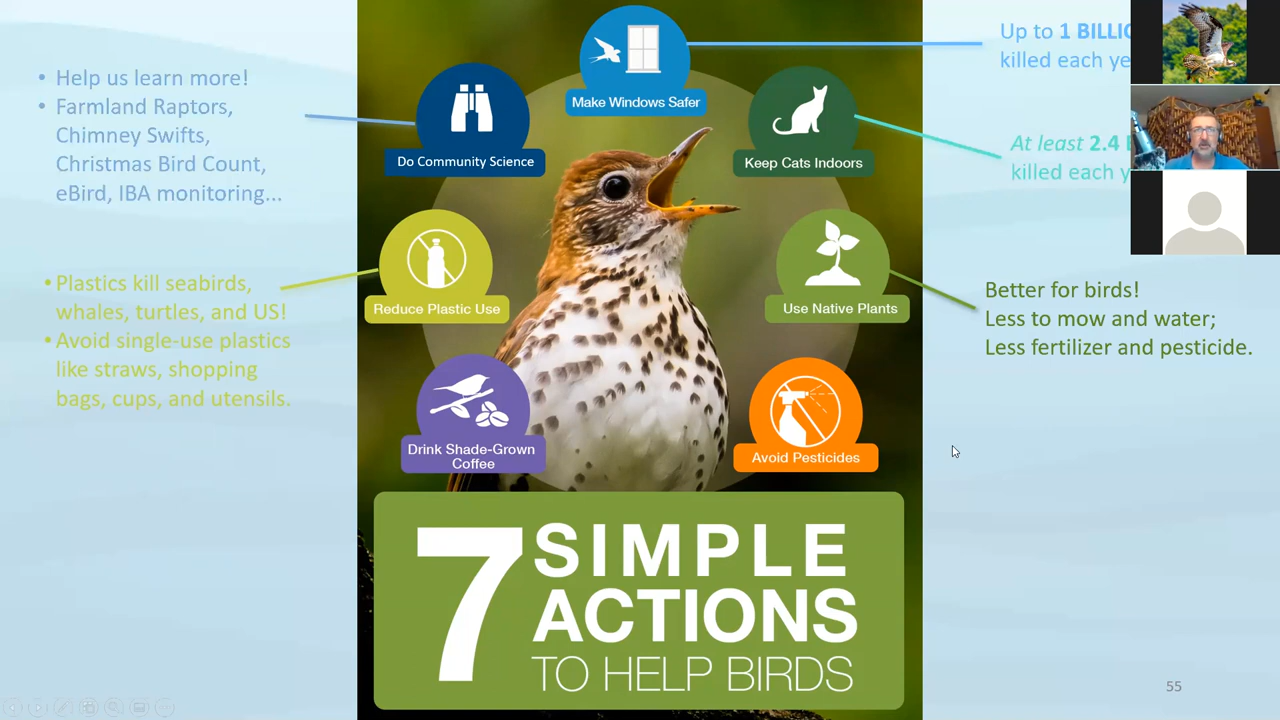 • Help us learn more!
• Farmland Raptors,
Chimney Swifts,
Christmas Bird Count,
eBird, IBA monitoring...
• Plastics kill seabirds,
whales, turtles, and US!
• Avoid single-use plastics
like straws, shopping
bags, cups, and utensils.
Make Windows Safer
Do Community Science
Keep Cats Indoors
Reduce Plastic Use
Use Native Plants
Drink Shade-Grown
Coffee
Avoid Pesticides
7 SIMPLE
ACTIONS
TO HELP BIRDS
Up to 1
killed each
At least 2.4
killed each
Better for birds!
Less to mow and water;
Less fertilizer and pesticide.
55